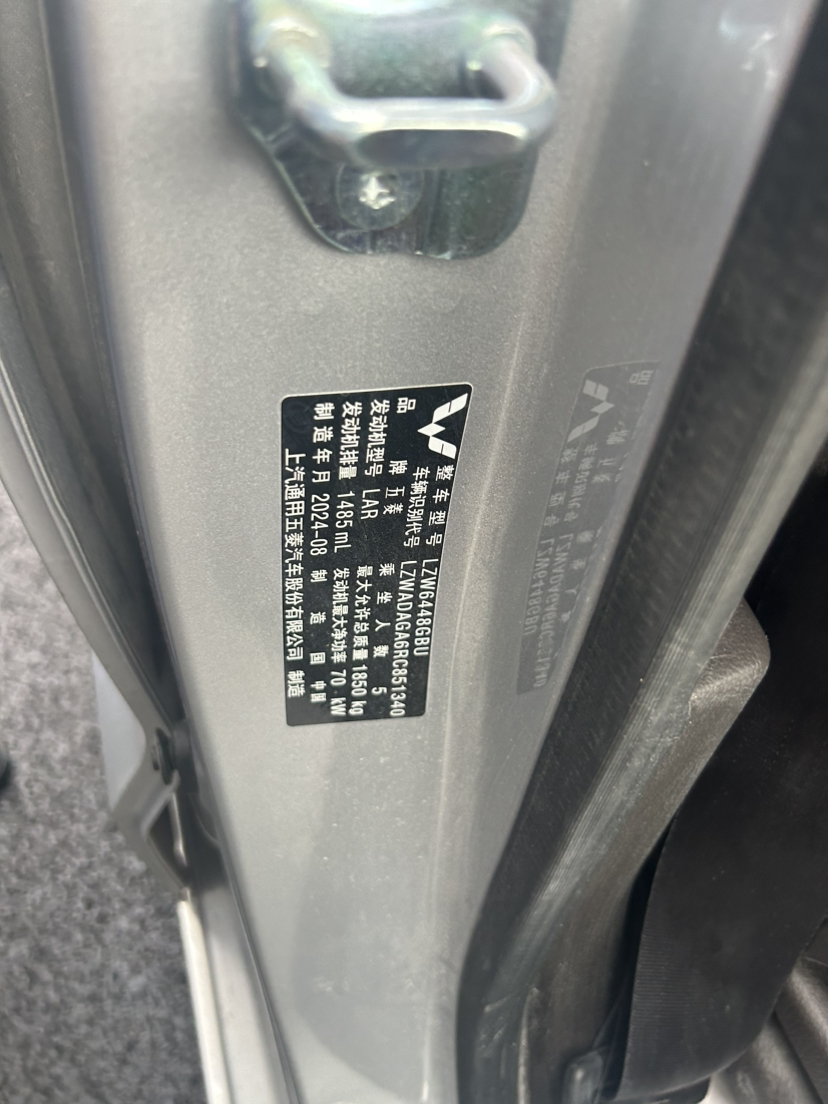 整车型号 LZW6448GBU
车辆识别代号 LZWADAGA6RC851340
品牌 五菱 乘坐人数 5
发动机型号 LAR 最大允许总质量 1850 kg
发动机排量 1485 mL 发动机最大净功率 70 kW
制造年月 2024-08 制造国 中国
上汽通用五菱汽车股份有限公司 制造